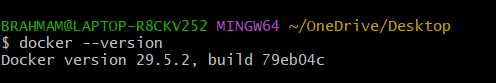 BRAHMAM@LAPTOP-R8CKV252 MINGW64 ~/OneDrive/Desktop
$ docker --version
Docker version 29.5.2, build 79eb04c